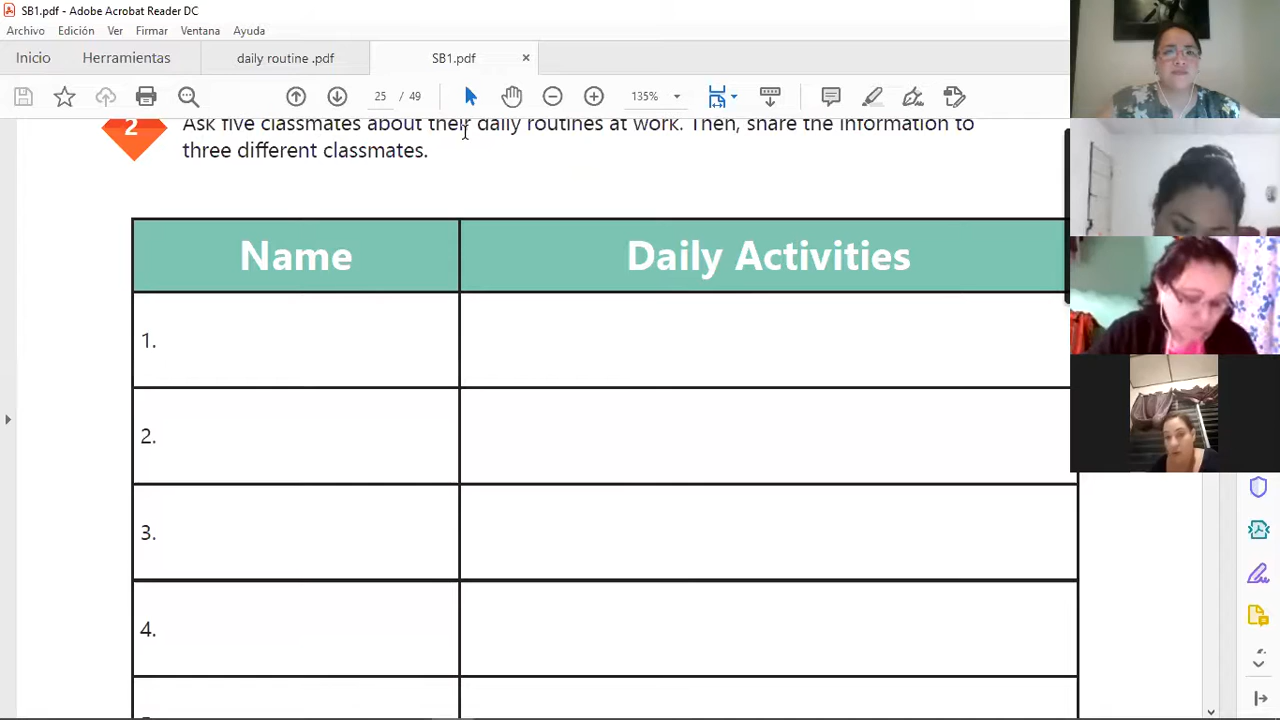 SB1.pdf - Adobe Acrobat Reader DC
Archivo Edición Ver Firmar Ventana Ayuda
Inicio Herramientas daily routine .pdf SB1.pdf ×
25 / 49 135%
2 Ask five classmates about their daily routines at work. Then, share the information to
three different classmates.
Name Daily Activities
1.
2.
3.
4.